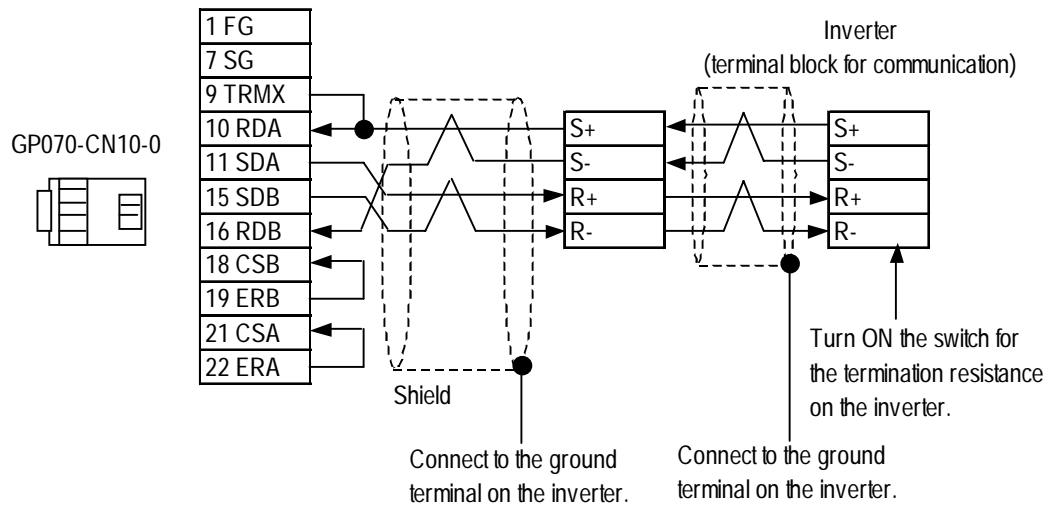 1 FG
7 SG
9 TRMX
10 RDA
11 SDA
15 SDB
16 RDB
18 CSB
19 ERB
21 CSA
22 ERA
GP070-CN10-0
Shield
Connect to the ground
terminal on the inverter.
S+
S-
R+
R-
Inverter
(terminal block for communication)
S+
S-
R+
R-
Connect to the ground
terminal on the inverter.
Turn ON the switch for
the termination resistance
on the inverter.